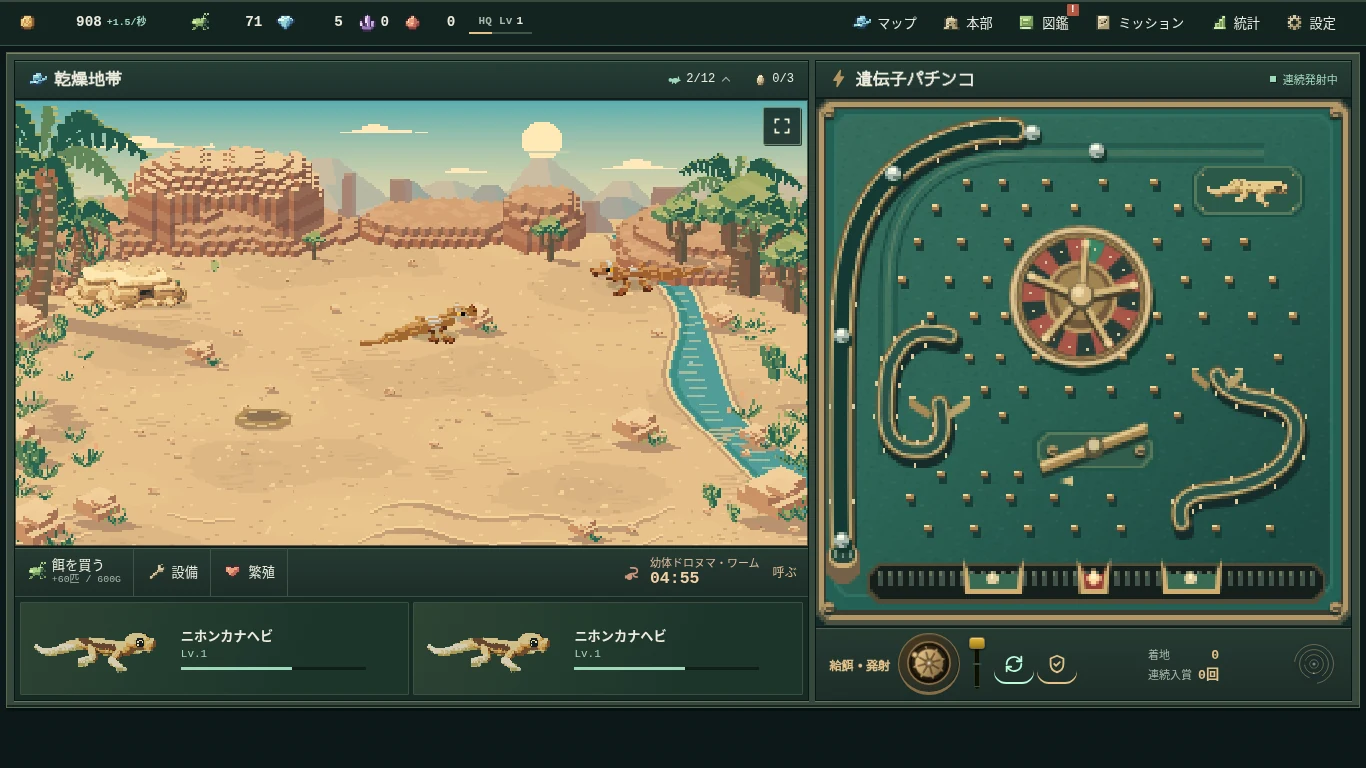 908 +1.5/秒 71 5 0 0 HQ Lv 1 マップ 本部 図鑑 ! ミッション 統計 設定
乾燥地帯 2/12 0/3
遺伝子パチンコ 連続発射中
餌を買う
+60匹 / 600G
設備
繁殖
幼体ドロヌマ・ワーム
04:55
呼ぶ
ニホンカナヘビ
Lv.1
ニホンカナヘビ
Lv.1
給餌・発射
着地 0
連続入賞 0回